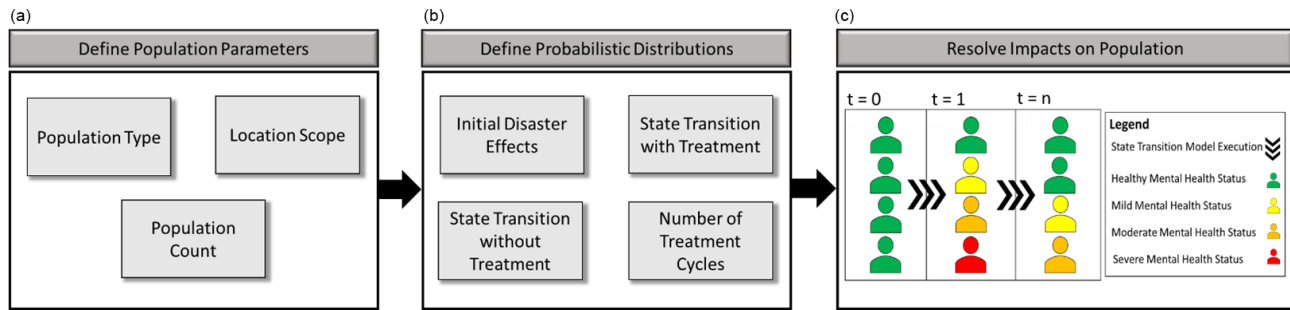 (a)
Define Population Parameters
Population Type
Location Scope
Population
Count
(b)
Define Probabilistic Distributions
Initial Disaster
Effects
State Transition
with Treatment
State Transition
without
Treatment
Number of
Treatment
Cycles
(c)
Resolve Impacts on Population
t = 0
t = 1
t = n
Legend
State Transition Model Execution
Healthy Mental Health Status
Mild Mental Health Status
Moderate Mental Health Status
Severe Mental Health Status